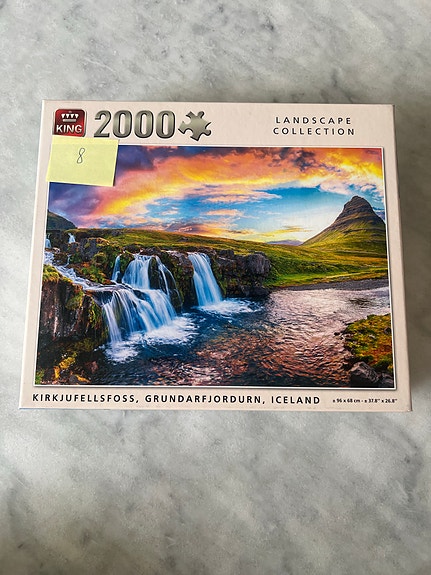 KING
2000
LANDSCAPE
COLLECTION
8
KIRKJUFELLSFOSS, GRUNDARFJORDURN, ICELAND ± 96 x 68 cm - ± 37.8" x 26.8"